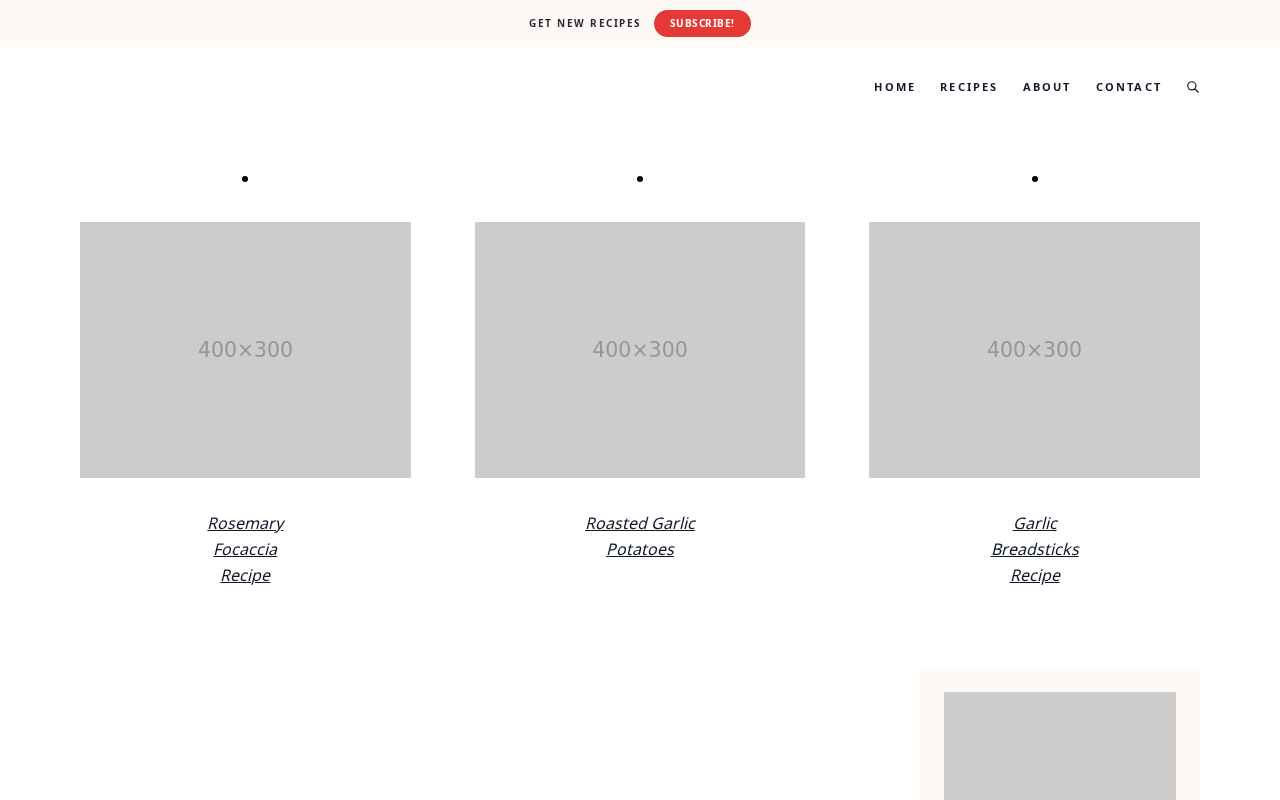 GET NEW RECIPES SUBSCRIBE!
HOME RECIPES ABOUT CONTACT
400×300 400×300 400×300
Rosemary
Focaccia
Recipe
Roasted Garlic
Potatoes
Garlic
Breadsticks
Recipe